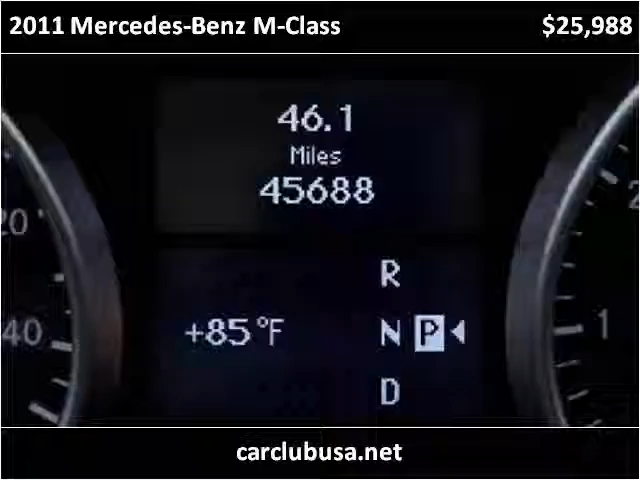 2011 Mercedes-Benz M-Class $25,988
46.1
Miles
45688
20
R
+85°F N P
40 1
D
carclubusa.net